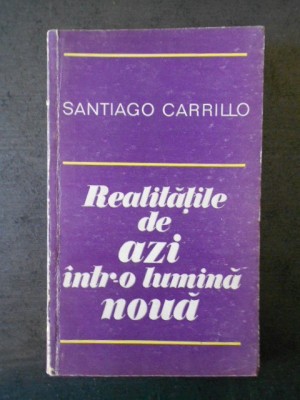 SANTIAGO CARRILLO
Realitățile
de
azi
într-o lumină
nouă